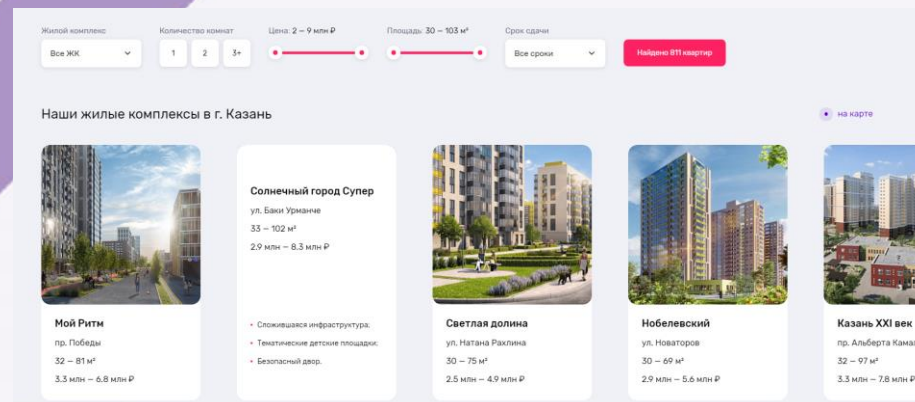 Жилой комплекс
Количество комнат
Цена: 2 — 9 млн ₽
Площадь: 30 — 103 м²
Срок сдачи
Все ЖК
1
2
3+
Все сроки
Найдено 811 квартир
Наши жилые комплексы в г. Казань
на карте
Мой Ритм
пр. Победы
32 — 81 м²
3.3 млн — 6.8 млн ₽
Солнечный город Супер
ул. Баки Урманче
33 — 102 м²
2.9 млн — 8.3 млн ₽
• Сложившаяся инфраструктура;
• Тематические детские площадки;
• Безопасный двор.
Светлая долина
ул. Натана Рахлина
30 — 75 м²
2.5 млн — 4.9 млн ₽
Нобелевский
ул. Новаторов
30 — 69 м²
2.9 млн — 5.6 млн ₽
Казань XXI век
пр. Альберта Кама
32 — 97 м²
3.3 млн — 7.8 млн ₽